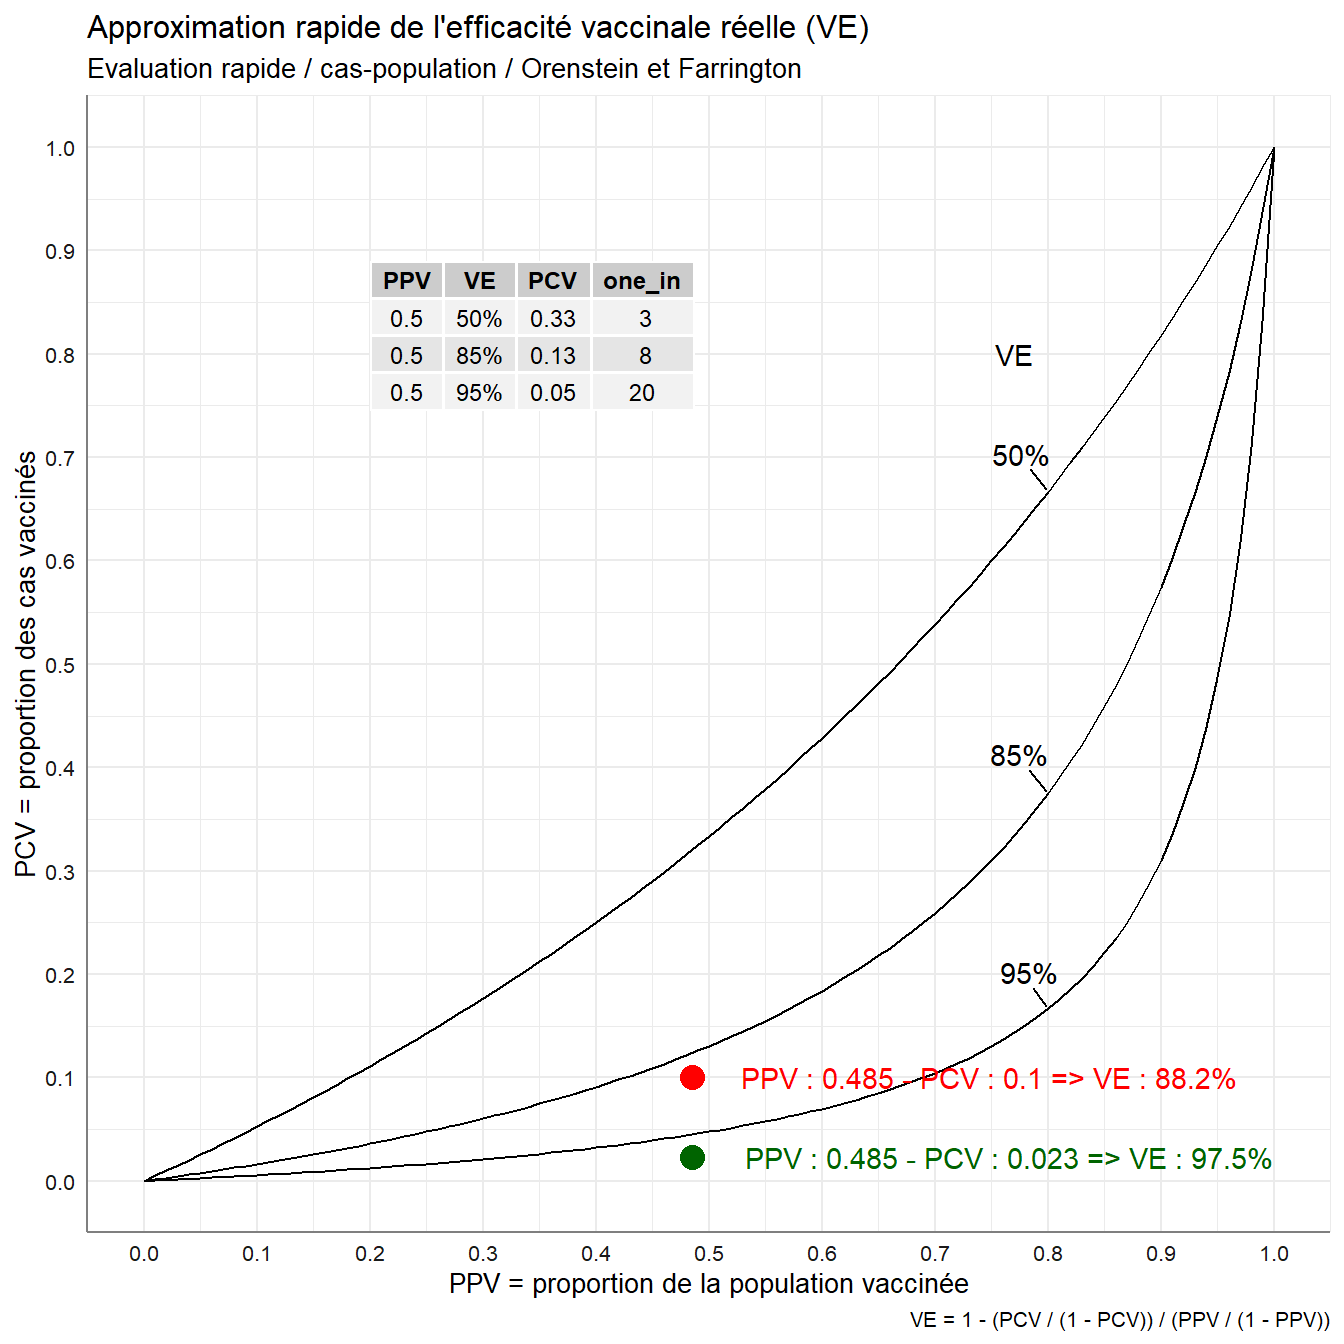 Approximation rapide de l'efficacité vaccinale réelle (VE)
Evaluation rapide / cas-population / Orenstein et Farrington
PCV = proportion des cas vaccinés
1.0
0.9
0.8
0.7
0.6
0.5
0.4
0.3
0.2
0.1
0.0
PPV VE PCV one_in
0.5 50% 0.33 3
0.5 85% 0.13 8
0.5 95% 0.05 20
VE
50%
85%
95%
PPV : 0.485 - PCV : 0.1 => VE : 88.2%
PPV : 0.485 - PCV : 0.023 => VE : 97.5%
0.0 0.1 0.2 0.3 0.4 0.5 0.6 0.7 0.8 0.9 1.0
PPV = proportion de la population vaccinée
VE = 1 - (PCV / (1 - PCV)) / (PPV / (1 - PPV))